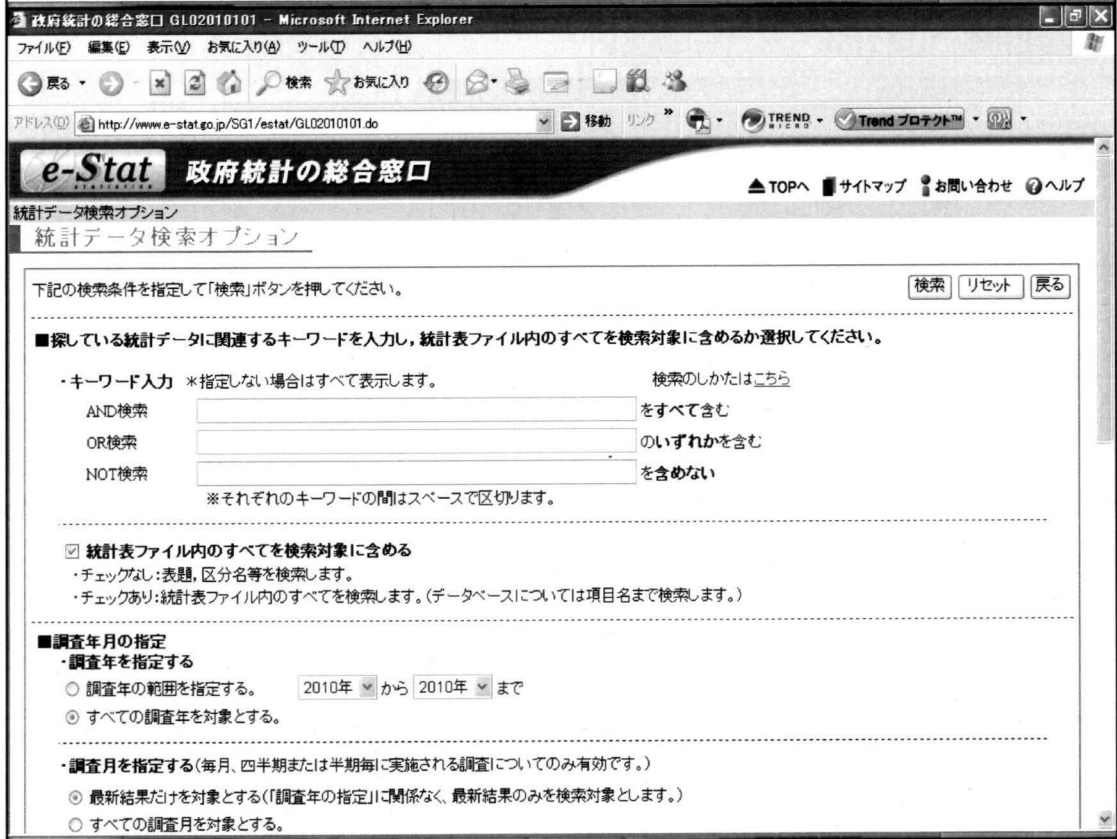 政府統計の総合窓口 GL02010101 - Microsoft Internet Explorer
ファイル(F) 編集(E) 表示(V) お気に入り(A) ツール(T) ヘルプ(H)
戻る 検索 お気に入り
アドレス(D) http://www.e-stat.go.jp/SG1/estat/GL02010101.do 移動 リンク » TREND MICRO Trend プロテクト™
e-Stat statistics 政府統計の総合窓口
▲TOPへ サイトマップ お問い合わせ ヘルプ
統計データ検索オプション
統計データ検索オプション
下記の検索条件を指定して「検索」ボタンを押してください。 検索 リセット 戻る
■探している統計データに関連するキーワードを入力し，統計表ファイル内のすべてを検索対象に含めるか選択してください。
・キーワード入力 ＊指定しない場合はすべて表示します。 検索のしかたはこちら
AND検索 をすべて含む
OR検索 のいずれかを含む
NOT検索 を含めない
※それぞれのキーワードの間はスペースで区切ります。
統計表ファイル内のすべてを検索対象に含める
・チェックなし：表題，区分名等を検索します。
・チェックあり：統計表ファイル内のすべてを検索します。（データベースについては項目名まで検索します。）
■調査年月の指定
・調査年を指定する
調査年の範囲を指定する。 2010年 から 2010年 まで
すべての調査年を対象とする。
・調査月を指定する（毎月、四半期または半期毎に実施される調査についてのみ有効です。）
最新結果だけを対象とする（「調査年の指定」に関係なく、最新結果のみを検索対象とします。）
すべての調査月を対象とする。